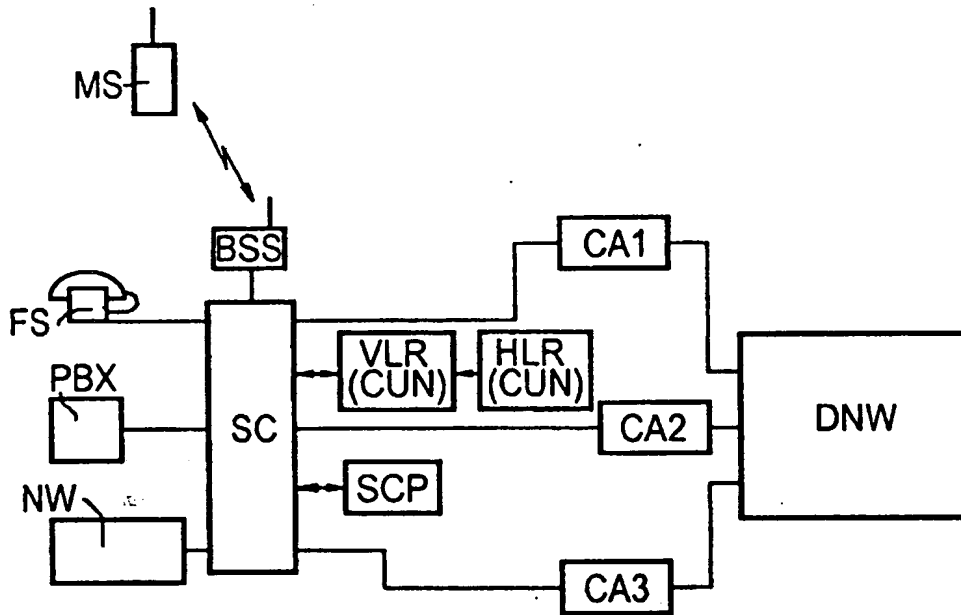 MS
BSS
CA1
FS
VLR
(CUN)
HLR
(CUN)
PBX
SC
CA2
DNW
SCP
NW
CA3